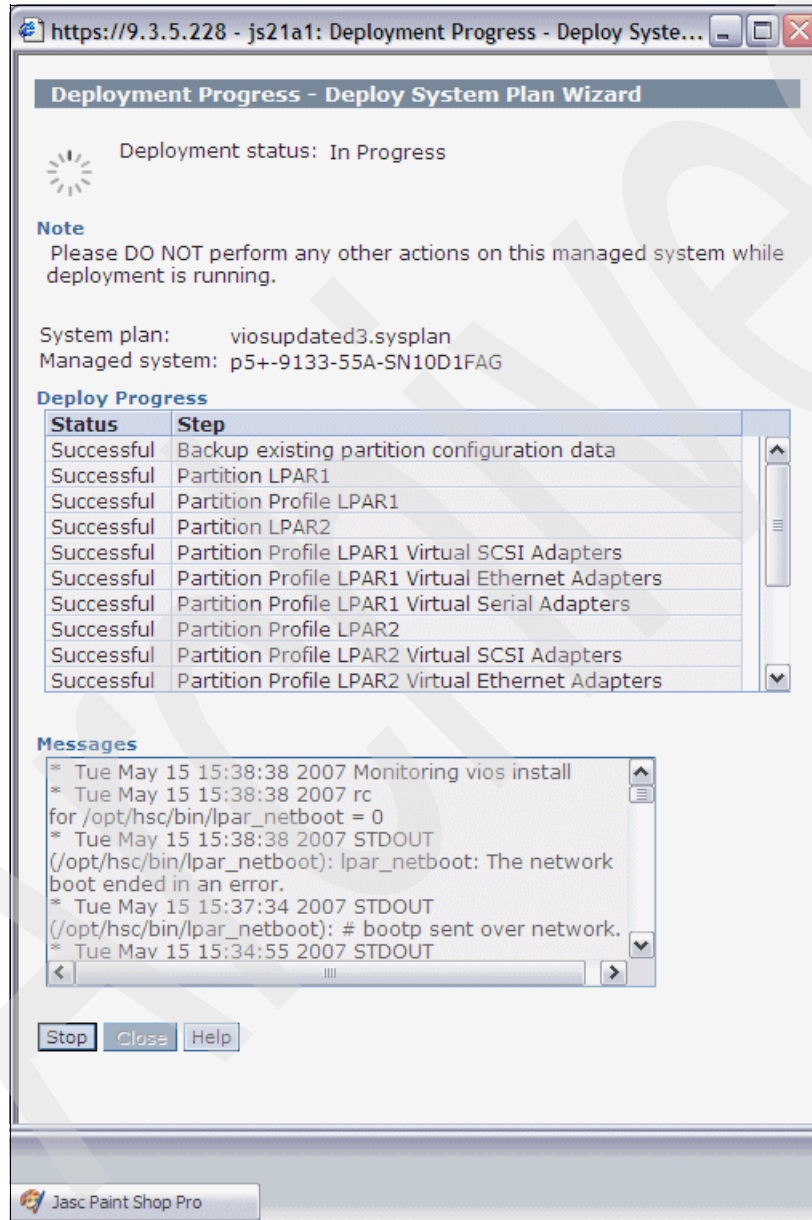 https://9.3.5.228 - js21a1: Deployment Progress - Deploy Syste...
Deployment Progress - Deploy System Plan Wizard
Deployment status: In Progress
Note
Please DO NOT perform any other actions on this managed system while
deployment is running.
System plan: viosupdated3.sysplan
Managed system: p5+-9133-55A-SN10D1FAG
Deploy Progress
Status Step
Successful Backup existing partition configuration data
Successful Partition LPAR1
Successful Partition Profile LPAR1
Successful Partition LPAR2
Successful Partition Profile LPAR1 Virtual SCSI Adapters
Successful Partition Profile LPAR1 Virtual Ethernet Adapters
Successful Partition Profile LPAR1 Virtual Serial Adapters
Successful Partition Profile LPAR2
Successful Partition Profile LPAR2 Virtual SCSI Adapters
Successful Partition Profile LPAR2 Virtual Ethernet Adapters
Messages
* Tue May 15 15:38:38 2007 Monitoring vios install
* Tue May 15 15:38:38 2007 rc
for /opt/hsc/bin/lpar_netboot = 0
* Tue May 15 15:38:38 2007 STDOUT
(/opt/hsc/bin/lpar_netboot): lpar_netboot: The network
boot ended in an error.
* Tue May 15 15:37:34 2007 STDOUT
(/opt/hsc/bin/lpar_netboot): # bootp sent over network.
* Tue May 15 15:34:55 2007 STDOUT
Stop Close Help
Jasc Paint Shop Pro